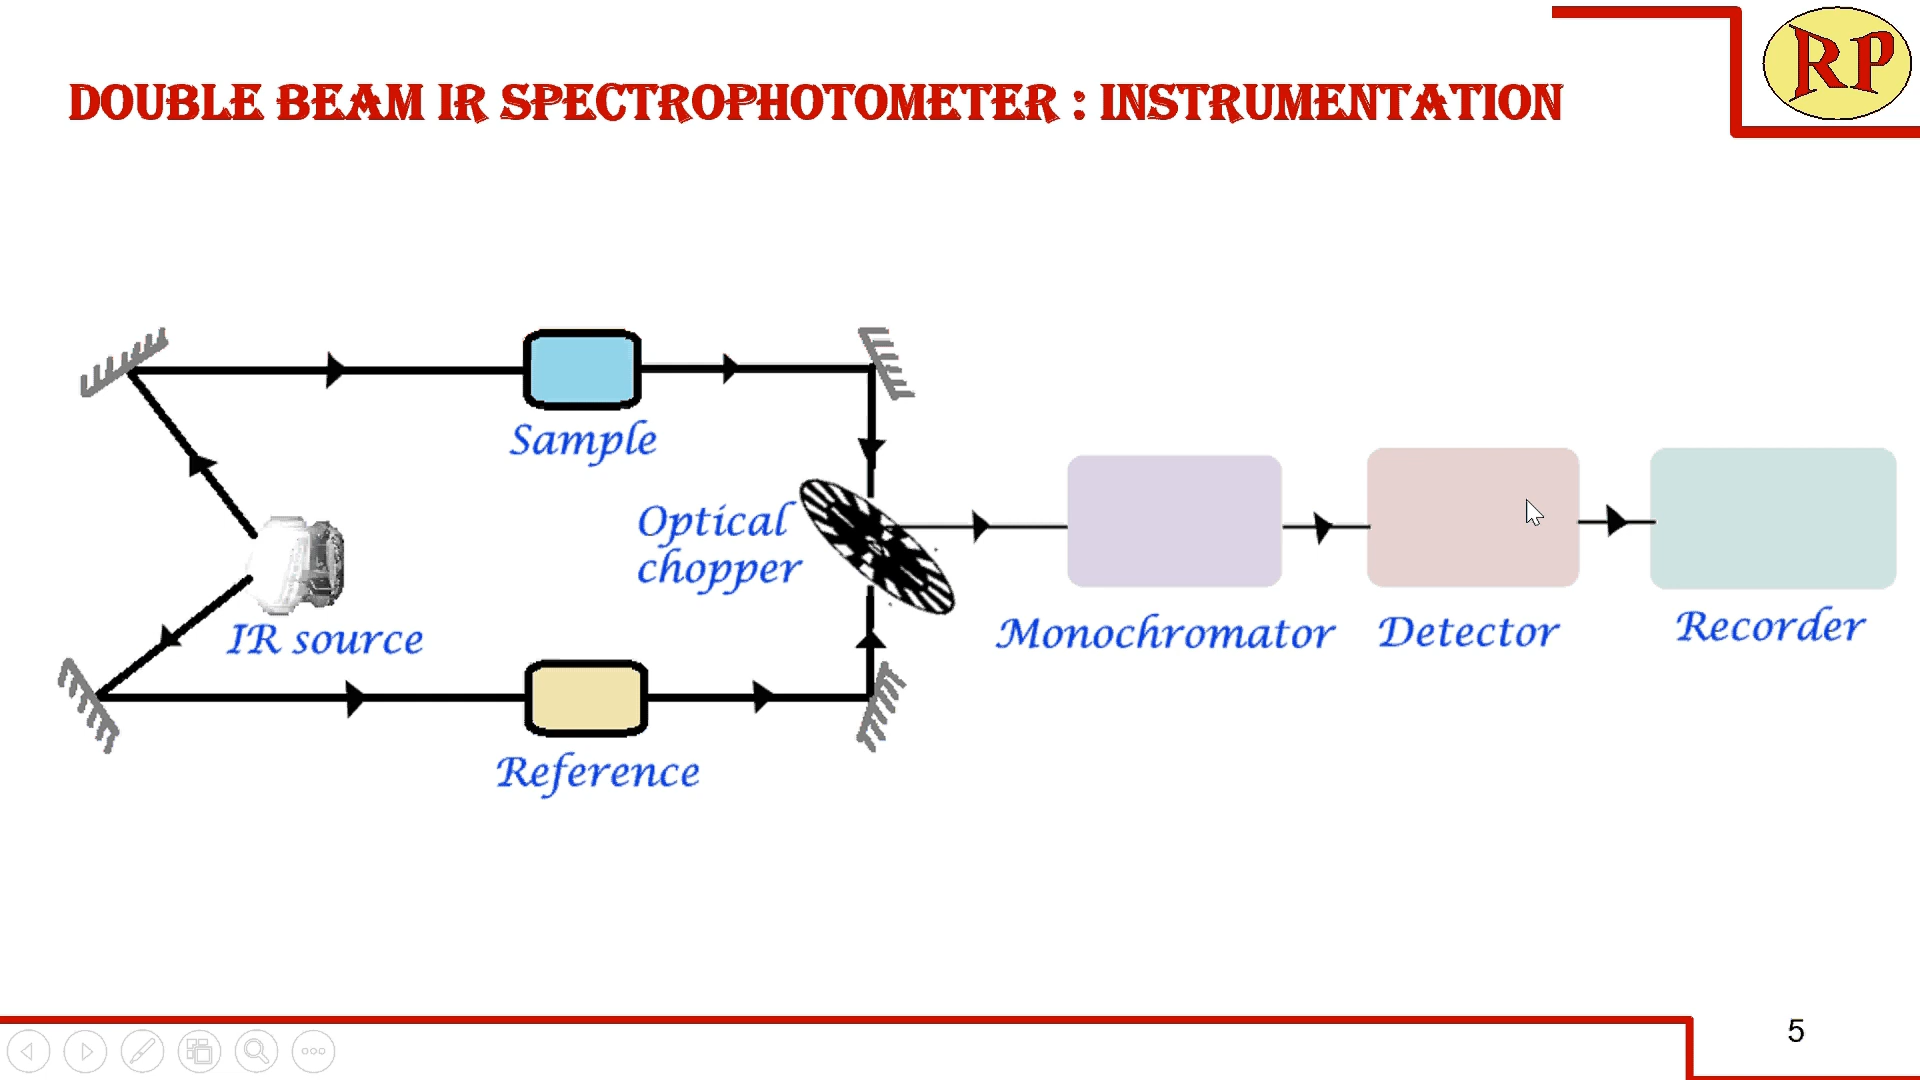 RP
DOUBLE BEAM IR SPECTROPHOTOMETER : INSTRUMENTATION
Sample
Optical
chopper
IR source
Monochromator
Detector
Recorder
Reference
5